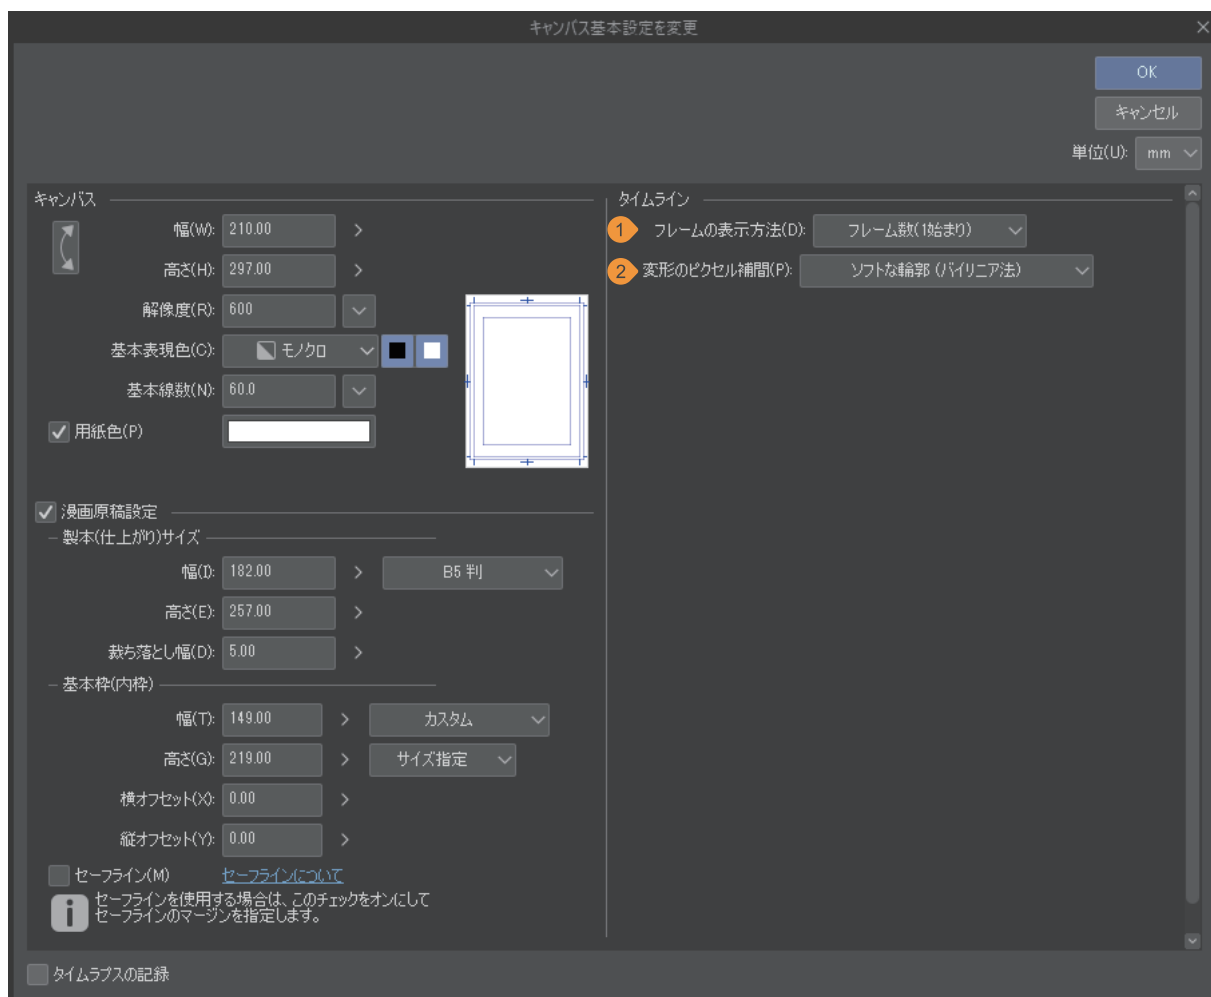 キャンバス基本設定を変更
OK
キャンセル
単位(U): mm
キャンバス
幅(W): 210.00
高さ(H): 297.00
解像度(R): 600
基本表現色(C): モノクロ
基本線数(N): 60.0
用紙色(P)
漫画原稿設定
製本(仕上がり)サイズ
幅(I): 182.00 B5 判
高さ(E): 257.00
裁ち落とし幅(D): 5.00
基本枠(内枠)
幅(T): 149.00 カスタム
高さ(G): 219.00 サイズ指定
横オフセット(X): 0.00
縦オフセット(Y): 0.00
セーフライン(M) セーフラインについて
セーフラインを使用する場合は、このチェックをオンにして
セーフラインのマージンを指定します。
タイムライン
1 フレームの表示方法(D): フレーム数(1始まり)
2 変形のピクセル補間(P): ソフトな輪郭 (バイリニア法)
タイムラプスの記録